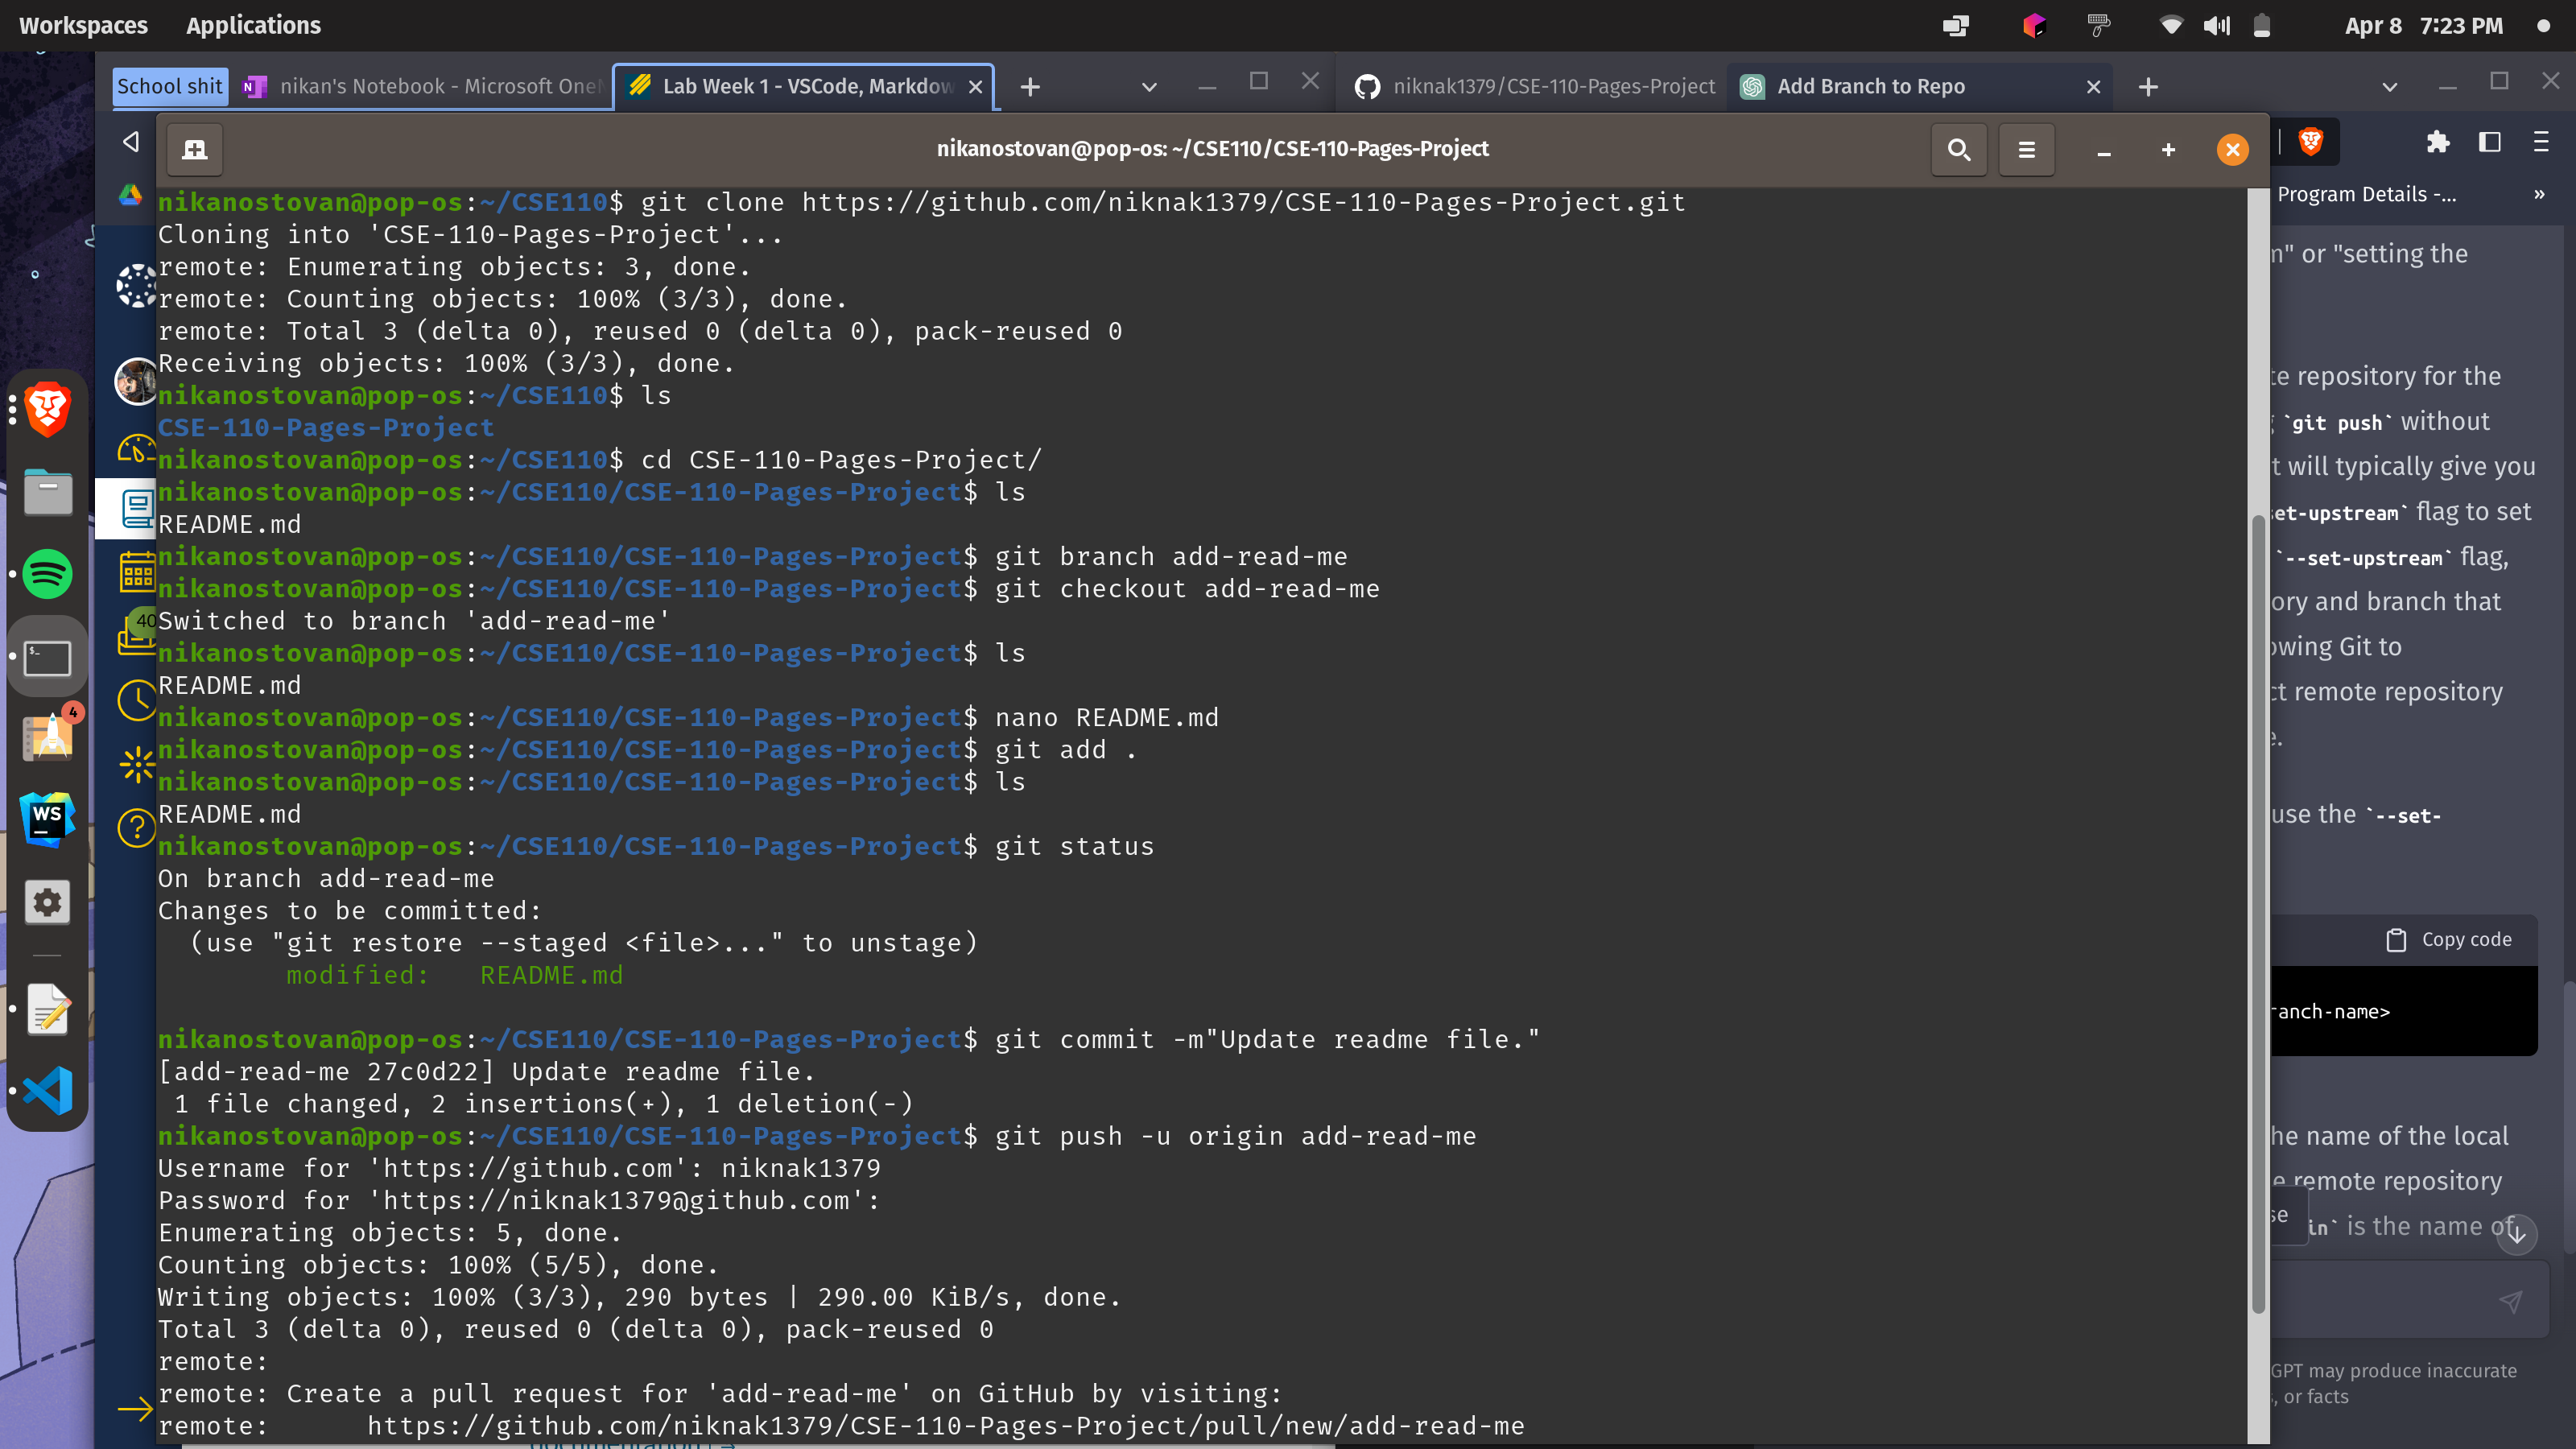 Workspaces Applications Apr 8 7:23 PM
School shit nikan's Notebook - Microsoft OneN Lab Week 1 - VSCode, Markdow niknak1379/CSE-110-Pages-Project Add Branch to Repo
nikanostovan@pop-os: ~/CSE110/CSE-110-Pages-Project
Program Details -... »
nikanostovan@pop-os:~/CSE110$ git clone https://github.com/niknak1379/CSE-110-Pages-Project.git
Cloning into 'CSE-110-Pages-Project'...
remote: Enumerating objects: 3, done.
remote: Counting objects: 100% (3/3), done.
remote: Total 3 (delta 0), reused 0 (delta 0), pack-reused 0
Receiving objects: 100% (3/3), done.
nikanostovan@pop-os:~/CSE110$ ls
CSE-110-Pages-Project
nikanostovan@pop-os:~/CSE110$ cd CSE-110-Pages-Project/
nikanostovan@pop-os:~/CSE110/CSE-110-Pages-Project$ ls
README.md
nikanostovan@pop-os:~/CSE110/CSE-110-Pages-Project$ git branch add-read-me
nikanostovan@pop-os:~/CSE110/CSE-110-Pages-Project$ git checkout add-read-me
Switched to branch 'add-read-me'
nikanostovan@pop-os:~/CSE110/CSE-110-Pages-Project$ ls
README.md
nikanostovan@pop-os:~/CSE110/CSE-110-Pages-Project$ nano README.md
nikanostovan@pop-os:~/CSE110/CSE-110-Pages-Project$ git add .
nikanostovan@pop-os:~/CSE110/CSE-110-Pages-Project$ ls
README.md
nikanostovan@pop-os:~/CSE110/CSE-110-Pages-Project$ git status
On branch add-read-me
Changes to be committed:
  (use "git restore --staged <file>..." to unstage)
        modified:   README.md
nikanostovan@pop-os:~/CSE110/CSE-110-Pages-Project$ git commit -m"Update readme file."
[add-read-me 27c0d22] Update readme file.
 1 file changed, 2 insertions(+), 1 deletion(-)
nikanostovan@pop-os:~/CSE110/CSE-110-Pages-Project$ git push -u origin add-read-me
Username for 'https://github.com': niknak1379
Password for 'https://niknak1379@github.com':
Enumerating objects: 5, done.
Counting objects: 100% (5/5), done.
Writing objects: 100% (3/3), 290 bytes | 290.00 KiB/s, done.
Total 3 (delta 0), reused 0 (delta 0), pack-reused 0
remote:
remote: Create a pull request for 'add-read-me' on GitHub by visiting:
remote:      https://github.com/niknak1379/CSE-110-Pages-Project/pull/new/add-read-me
" or "setting the
repository for the
`git push` without
t will typically give you
set-upstream` flag to set
`--set-upstream` flag,
ory and branch that
owing Git to
ct remote repository
e.
use the `--set-
Copy code
ranch-name>
he name of the local
e remote repository
se in` is the name of
GPT may produce inaccurate
, or facts
40
4
WS
$_